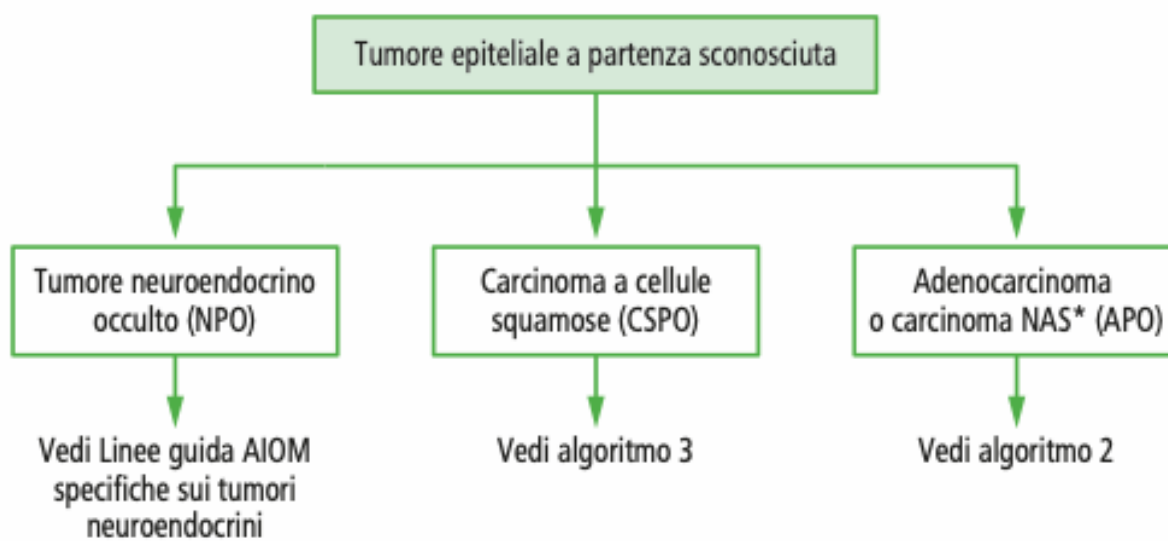 Tumore epiteliale a partenza sconosciuta
Tumore neuroendocrino
occulto (NPO)
Carcinoma a cellule
squamose (CSPO)
Adenocarcinoma
o carcinoma NAS* (APO)
Vedi Linee guida AIOM
specifiche sui tumori
neuroendocrini
Vedi algoritmo 3
Vedi algoritmo 2